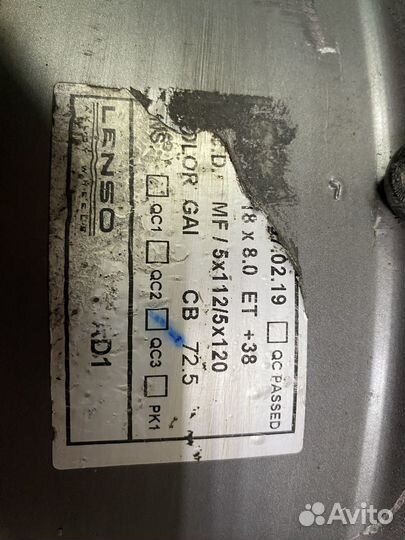 .02.19 QC PASSED
18 x 8.0 ET +38
.D. MF / 5x112/5x120
OLOR GAI CB 72.5
QC1 QC2 QC3 PK1
LENSO AD1
Avito